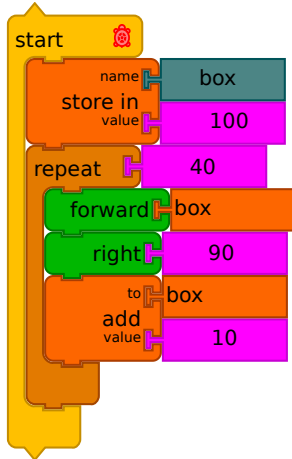 start
name box
store in
value 100
repeat 40
forward box
right 90
to box
add
value 10